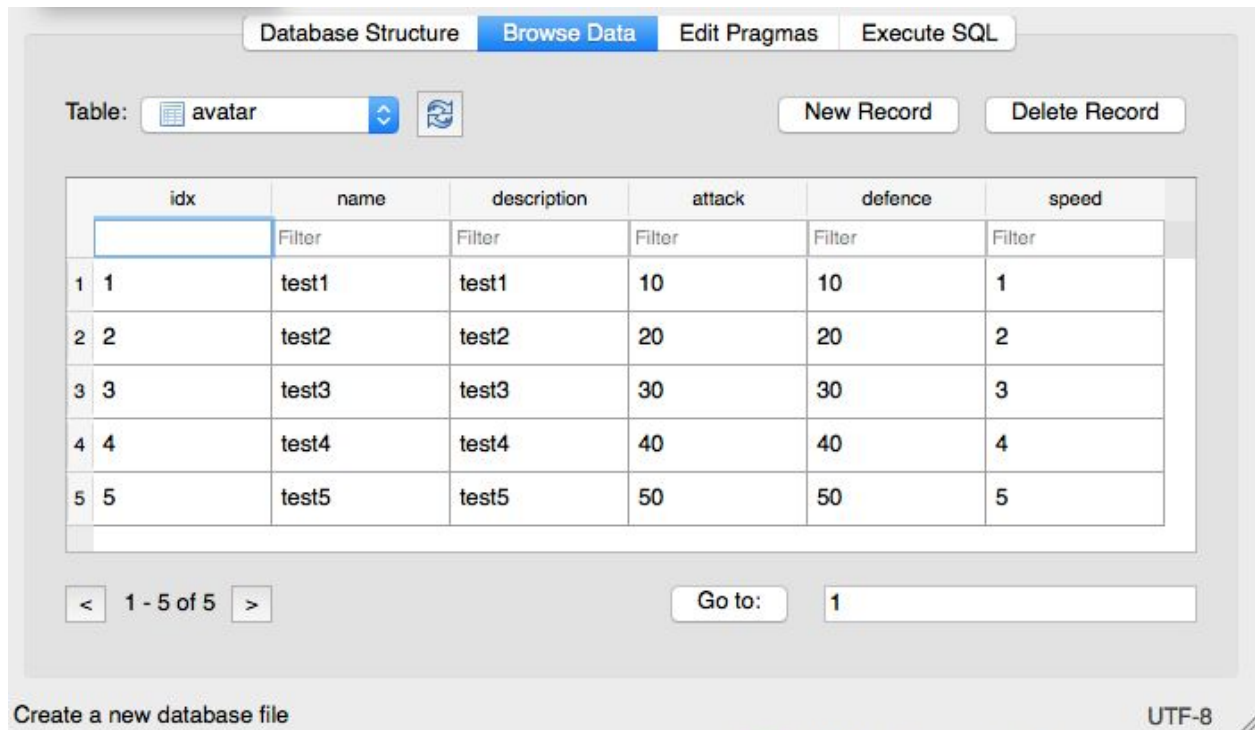 Database Structure Browse Data Edit Pragmas Execute SQL
Table: avatar New Record Delete Record
idx name description attack defence speed
Filter Filter Filter Filter Filter
1 1 test1 test1 10 10 1
2 2 test2 test2 20 20 2
3 3 test3 test3 30 30 3
4 4 test4 test4 40 40 4
5 5 test5 test5 50 50 5
< 1 - 5 of 5 > Go to: 1
Create a new database file UTF-8